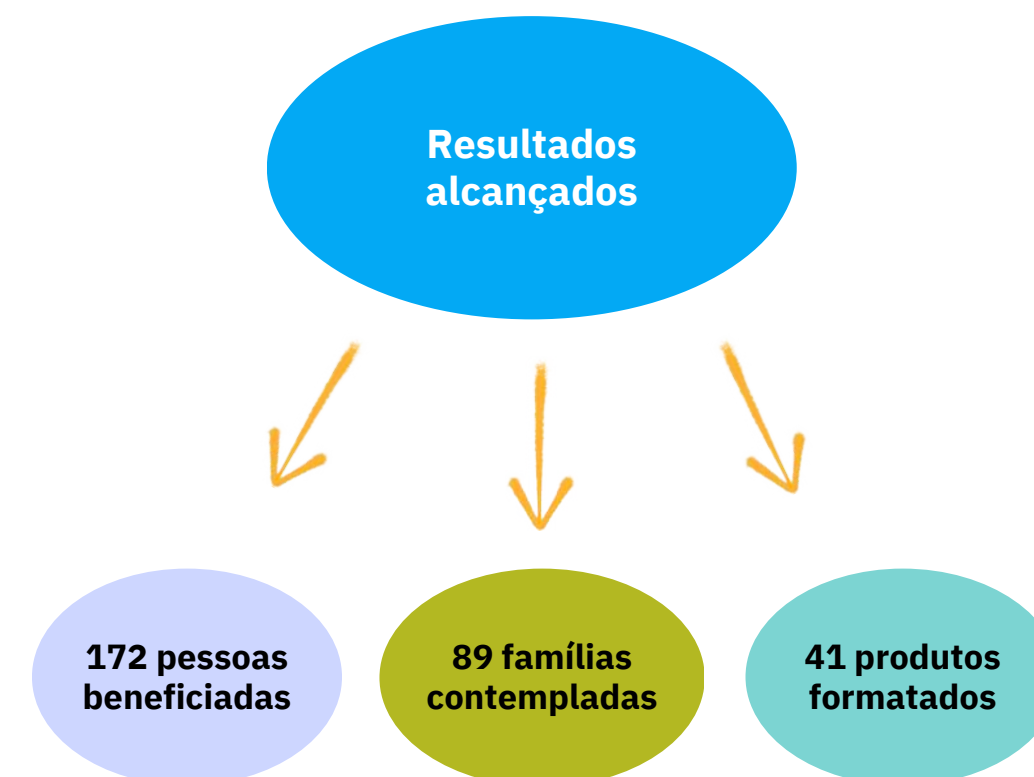 Resultados
alcançados
172 pessoas
beneficiadas
89 famílias
contempladas
41 produtos
formatados